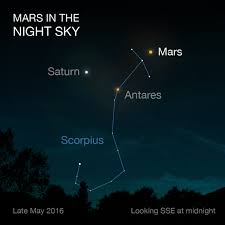 MARS IN THE
NIGHT SKY
Mars
Saturn
Antares
Scorpius
Late May 2016
Looking SSE at midnight